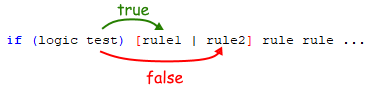 true
if (logic test) [rule1 | rule2] rule rule ...
false